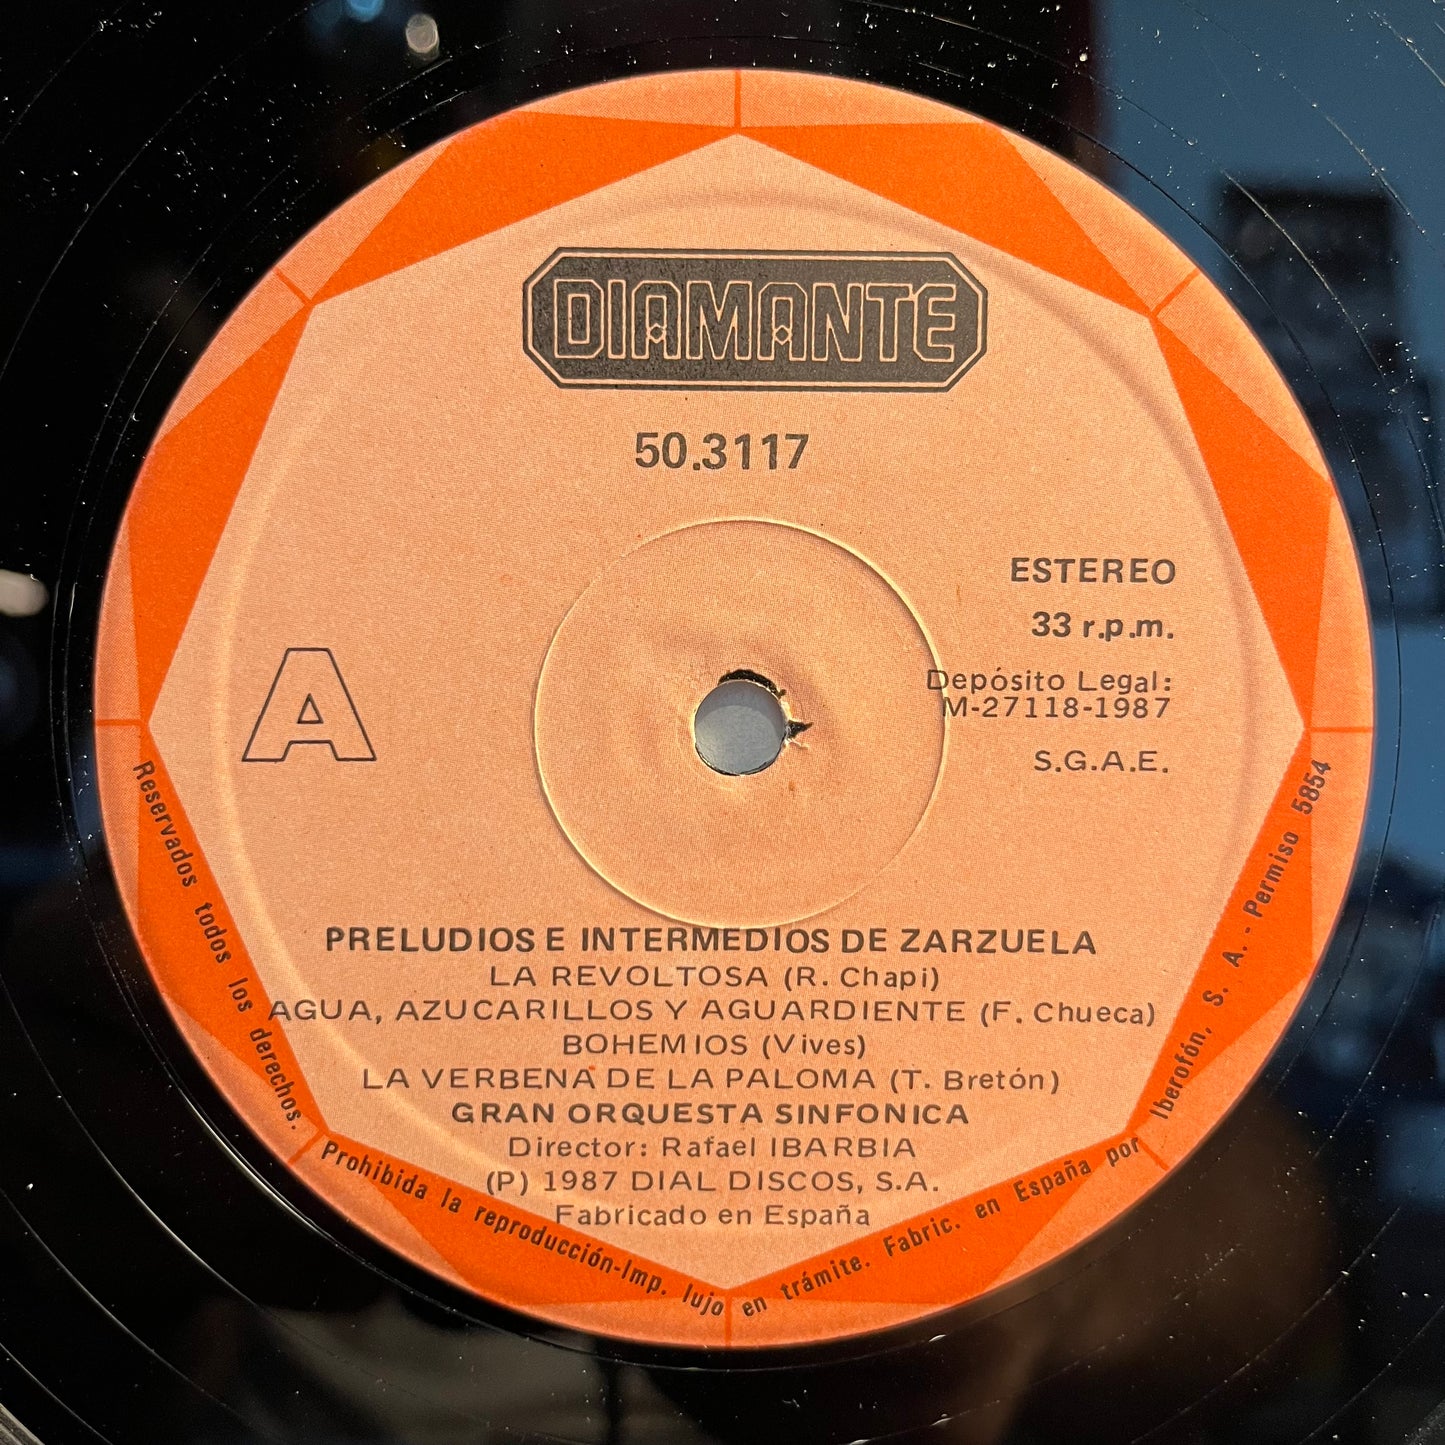 DIAMANTE
50.3117
ESTEREO
33 r.p.m.
Depósito Legal:
M-27118-1987
S.G.A.E.
A
PRELUDIOS E INTERMEDIOS DE ZARZUELA
LA REVOLTOSA (R. Chapi)
AGUA, AZUCARILLOS Y AGUARDIENTE (F. Chueca)
BOHEMIOS (Vives)
LA VERBENA DE LA PALOMA (T. Bretón)
GRAN ORQUESTA SINFONICA
Director: Rafael IBARBIA
(P) 1987 DIAL DISCOS, S.A.
Fabricado en España
Reservados todos los derechos. Prohibida la reproducción-Imp. lujo en trámite. Fabric. en España por Iberofón, S. A. - Permiso 5854